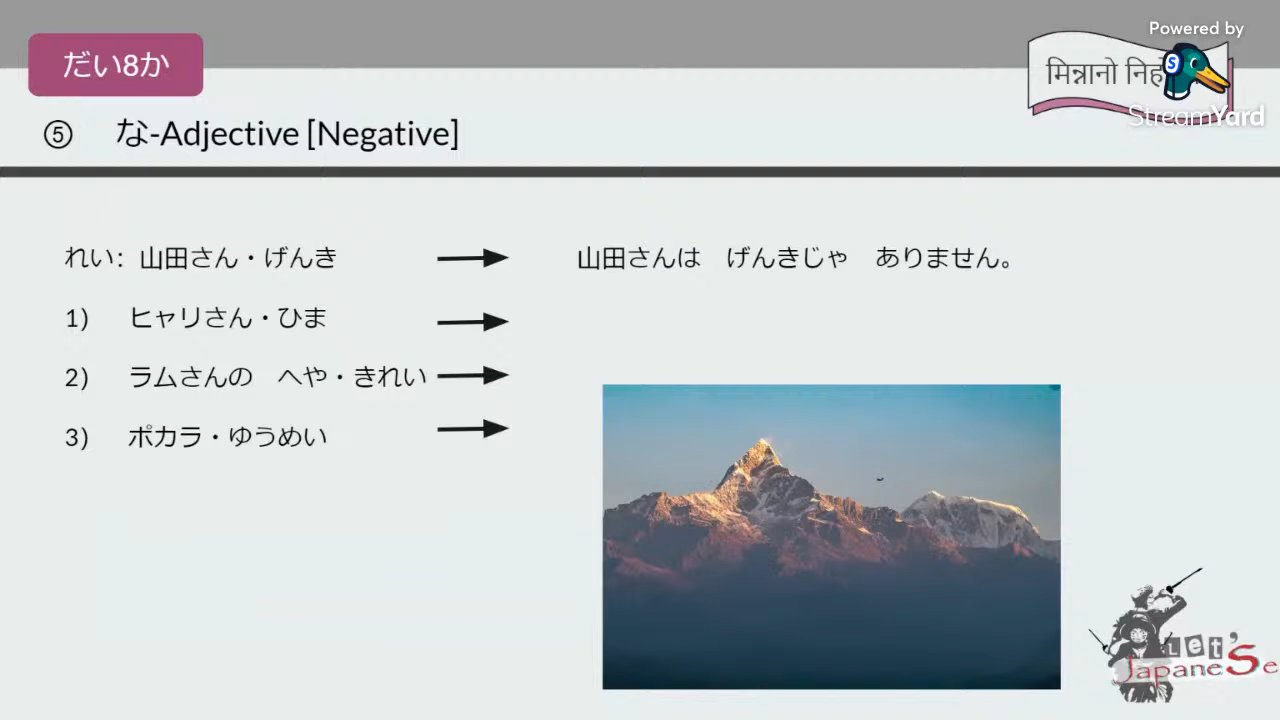 Powered by
だい8か
मिन्नानो
StreamYard
⑤ な-Adjective [Negative]
れい: 山田さん・げんき 山田さんは げんきじゃ ありません。
1) ヒャリさん・ひま
2) ラムさんの へや・きれい
3) ポカラ・ゆうめい
Let's
JapaneSe